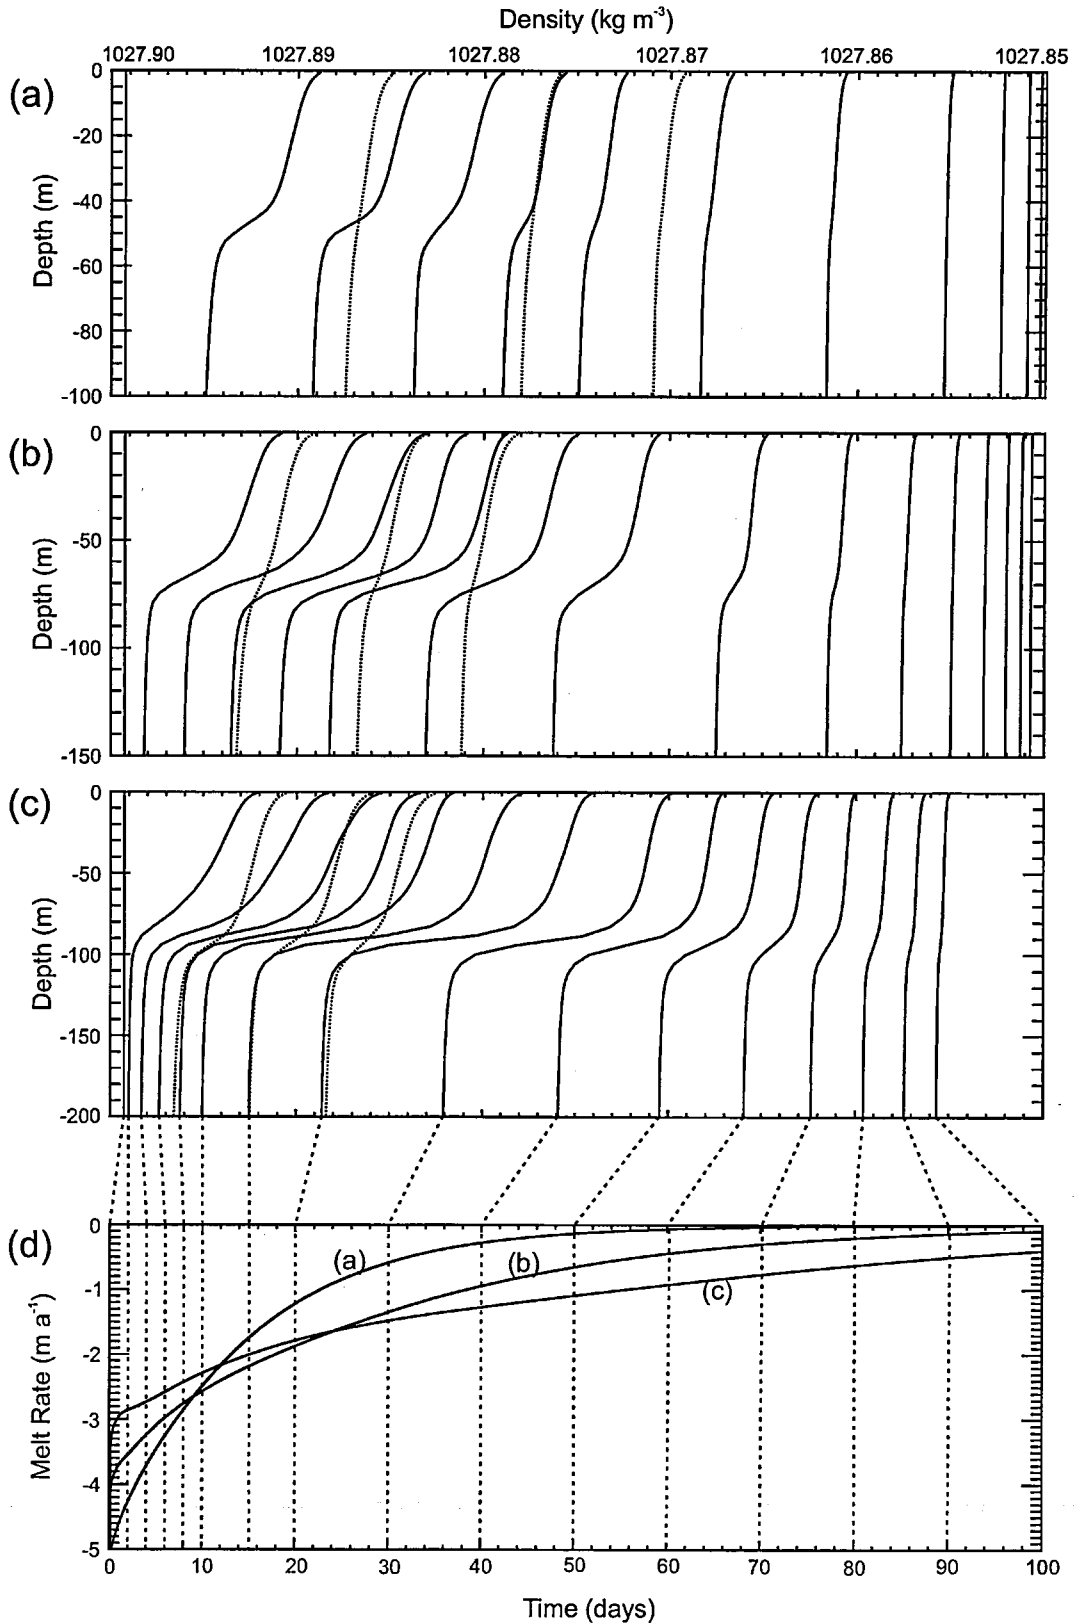 Density (kg m⁻³)
1027.90 1027.89 1027.88 1027.87 1027.86 1027.85
(a)
0
-20
-40
-60
-80
-100
Depth (m)
(b)
0
-50
-100
-150
Depth (m)
(c)
0
-50
-100
-150
-200
Depth (m)
(d)
0
-1
-2
-3
-4
-5
Melt Rate (m a⁻¹)
(a)
(b)
(c)
0 10 20 30 40 50 60 70 80 90 100
Time (days)